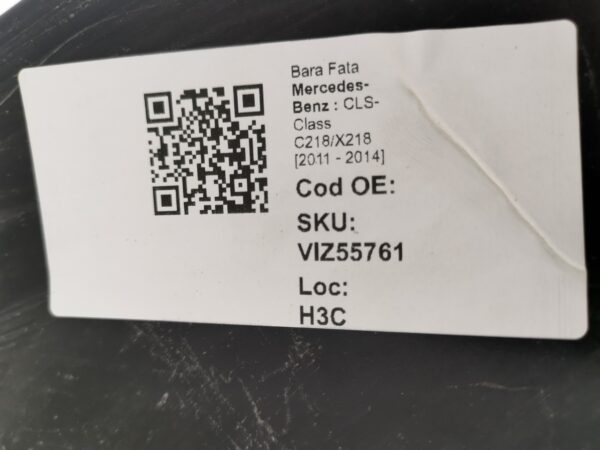 Bara Fata
Mercedes-
Benz : CLS-
Class
C218/X218
[2011 - 2014]
Cod OE:
SKU:
VIZ55761
Loc:
H3C